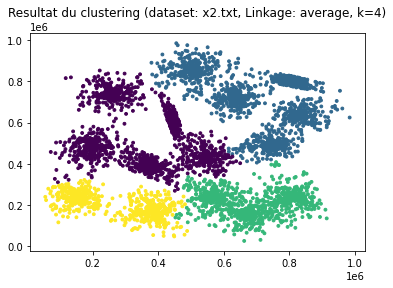 Resultat du clustering (dataset: x2.txt, Linkage: average, k=4)
1e6
1.0
0.8
0.6
0.4
0.2
0.0
0.2 0.4 0.6 0.8 1.0
1e6